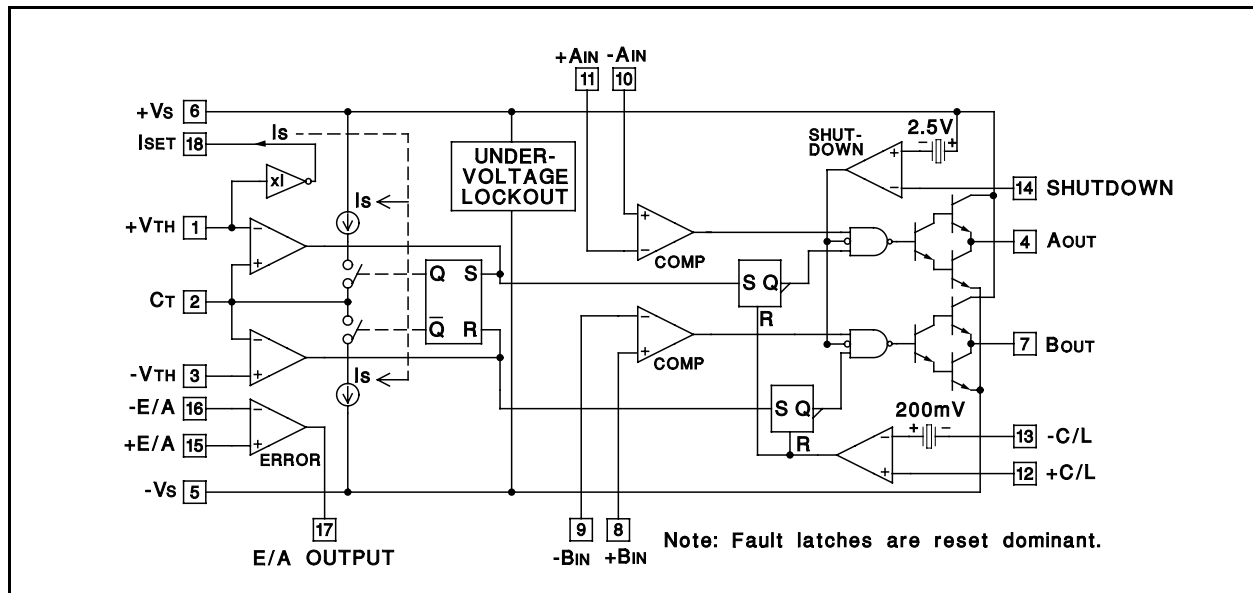 +AIN -AIN
11 10
+VS 6
ISET 18
IS
2.5V
- +
SHUT-
DOWN
+
-
UNDER-
VOLTAGE
LOCKOUT
xI
14 SHUTDOWN
IS
+VTH 1
-
+
+
-
COMP
4 AOUT
Q S
S Q
R
CT 2
Q̅ R
-
+
COMP
-
+
7 BOUT
-VTH 3
IS
-E/A 16
-
+
ERROR
+E/A 15
S Q
R
200mV
+ -
-
+
13 -C/L
12 +C/L
-VS 5
17
E/A OUTPUT
9 8
-BIN +BIN
Note: Fault latches are reset dominant.